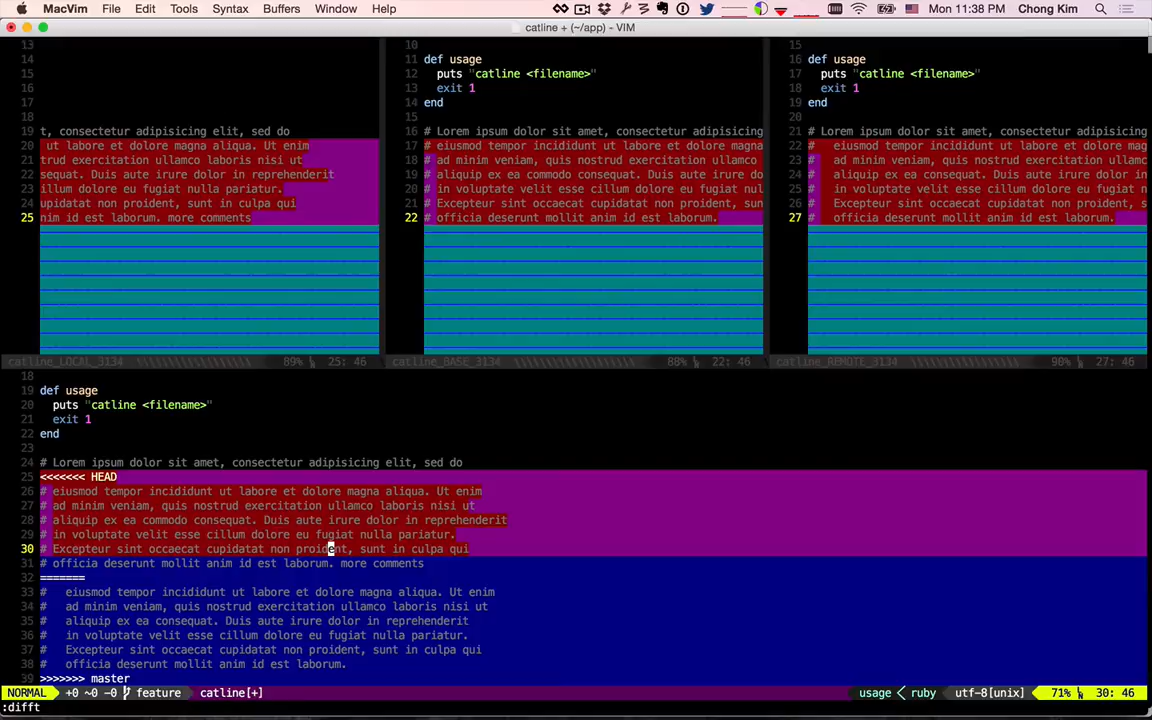 MacVim File Edit Tools Syntax Buffers Window Help Mon 11:38 PM Chong Kim
catline + (~/app) - VIM
13
14
15
16
17
18
19 t, consectetur adipisicing elit, sed do
20 ut labore et dolore magna aliqua. Ut enim
21 trud exercitation ullamco laboris nisi ut
22 sequat. Duis aute irure dolor in reprehenderit
23 illum dolore eu fugiat nulla pariatur.
24 upidatat non proident, sunt in culpa qui
25 nim id est laborum. more comments
catline_LOCAL_3134 89% 25: 46
10
11 def usage
12 puts "catline <filename>"
13 exit 1
14 end
15
16 # Lorem ipsum dolor sit amet, consectetur adipisicing
17 # eiusmod tempor incididunt ut labore et dolore magna
18 # ad minim veniam, quis nostrud exercitation ullamco
19 # aliquip ex ea commodo consequat. Duis aute irure do
20 # in voluptate velit esse cillum dolore eu fugiat nul
21 # Excepteur sint occaecat cupidatat non proident, sun
22 # officia deserunt mollit anim id est laborum.
catline_BASE_3134 88% 22: 46
15
16 def usage
17 puts "catline <filename>"
18 exit 1
19 end
20
21 # Lorem ipsum dolor sit amet, consectetur adipisicing
22 # eiusmod tempor incididunt ut labore et dolore mag
23 # ad minim veniam, quis nostrud exercitation ullamc
24 # aliquip ex ea consequat. Duis aute irure dolor in
25 # in voluptate velit esse cillum dolore eu fugiat n
26 # Excepteur sint occaecat cupidatat non proident, s
27 # officia deserunt mollit anim id est laborum.
catline_REMOTE_3134 90% 27: 46
18
19 def usage
20 puts "catline <filename>"
21 exit 1
22 end
23
24 # Lorem ipsum dolor sit amet, consectetur adipisicing elit, sed do
25 <<<<<<< HEAD
26 # eiusmod tempor incididunt ut labore et dolore magna aliqua. Ut enim
27 # ad minim veniam, quis nostrud exercitation ullamco laboris nisi ut
28 # aliquip ex ea commodo consequat. Duis aute irure dolor in reprehenderit
29 # in voluptate velit esse cillum dolore eu fugiat nulla pariatur.
30 # Excepteur sint occaecat cupidatat non proident, sunt in culpa qui
31 # officia deserunt mollit anim id est laborum. more comments
32 =======
33 # eiusmod tempor incididunt ut labore et dolore magna aliqua. Ut enim
34 # ad minim veniam, quis nostrud exercitation ullamco laboris nisi ut
35 # aliquip ex ea consequat. Duis aute irure dolor in reprehenderit
36 # in voluptate velit esse cillum dolore eu fugiat nulla pariatur.
37 # Excepteur sint occaecat cupidatat non proident, sunt in culpa qui
38 # officia deserunt mollit anim id est laborum.
39 >>>>>>> master
NORMAL +0 ~0 -0 feature catline[+] usage < ruby utf-8[unix] 71% 30: 46
:difft